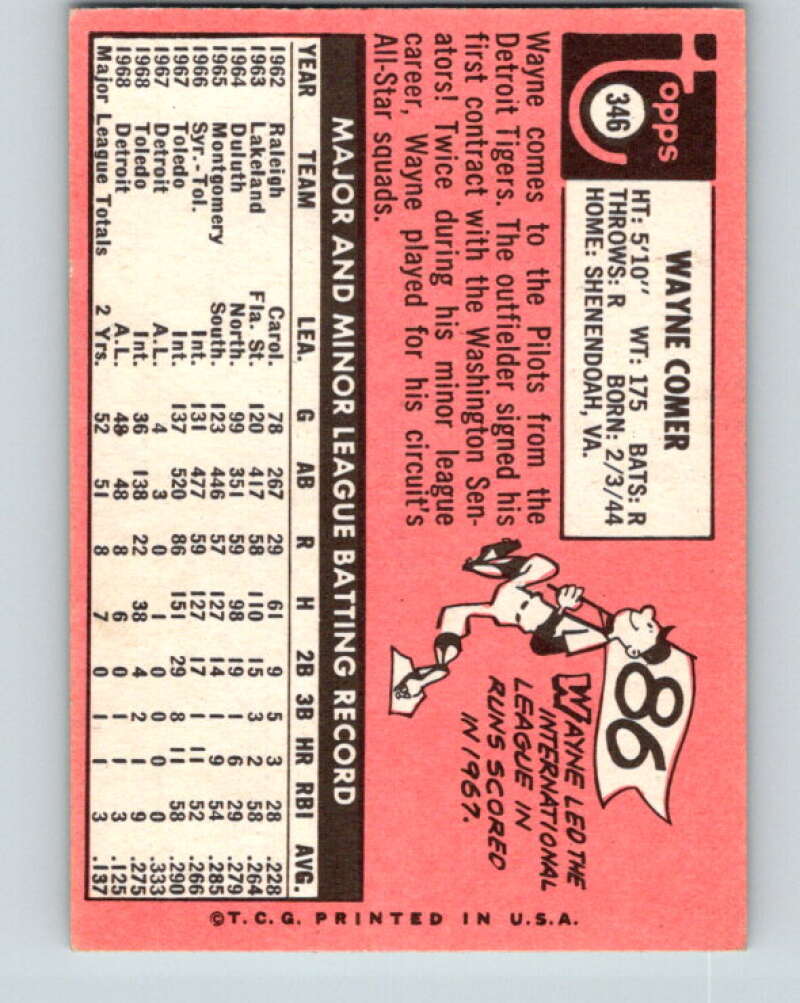 Topps
346
WAYNE COMER
HT: 5'10" WT: 175 BATS: R
THROWS: R BORN: 2/3/44
HOME: SHENENDOAH, VA.
Wayne comes to the Pilots from the
Detroit Tigers. The outfielder signed his
first contract with the Washington Sen-
ators! Twice during his minor league
career, Wayne played for his circuit's
All-Star squads.
86
WAYNE LED THE
INTERNATIONAL
LEAGUE IN
RUNS SCORED
IN 1967.
MAJOR AND MINOR LEAGUE BATTING RECORD
YEAR TEAM LEA. G AB R H 2B 3B HR RBI AVG.
1962 Raleigh Carol. 78 267 29 61 9 5 3 28 .228
1963 Lakeland Fla. St. 120 417 58 110 15 3 2 58 .264
1964 Duluth North. 99 351 59 98 19 1 6 29 .279
1965 Montgomery South. 123 446 57 127 14 1 9 54 .285
1966 Syr.-Tol. Int. 131 477 59 127 17 1 11 52 .266
1967 Toledo Int. 137 520 86 151 29 8 11 58 .290
1967 Detroit A.L. 4 3 0 1 0 0 0 0 .333
1968 Toledo Int. 36 138 22 38 4 2 1 9 .275
1968 Detroit A.L. 48 48 8 6 0 1 1 3 .125
Major League Totals 2 Yrs. 52 51 8 7 0 1 1 3 .137
©T.C.G. PRINTED IN U.S.A.